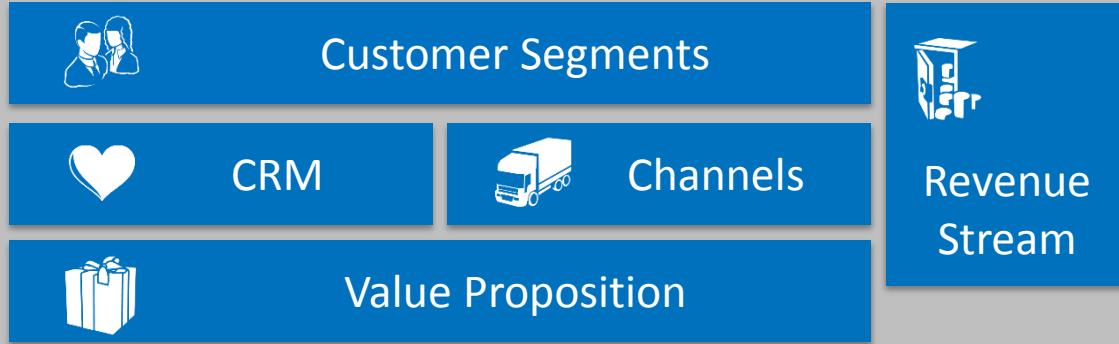 Customer Segments
CRM
Channels
Value Proposition
Revenue
Stream